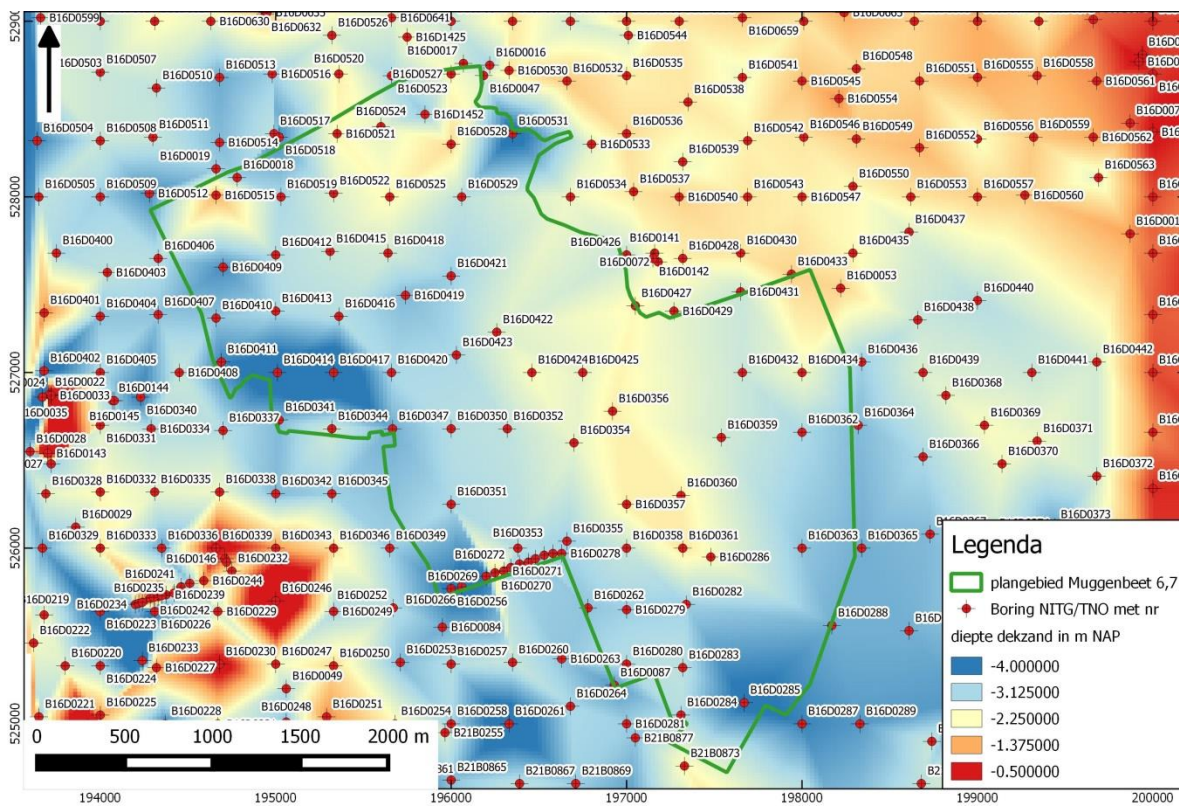 B16D0599 B16D0630 B16D0632 B16D0526 B16D0641 B16D0659
B16D1425 B16D0544
B16D0017 B16D0016
B16D0503 B16D0507 B16D0510 B16D0513 B16D0516 B16D0520 B16D0527 B16D0530 B16D0532 B16D0535 B16D0541 B16D0545 B16D0548 B16D0551 B16D0555 B16D0558 B16D0561
B16D0523 B16D0047 B16D0538 B16D0554
B16D0524 B16D1452
B16D0504 B16D0508 B16D0511 B16D0514 B16D0517 B16D0521 B16D0528 B16D0531 B16D0533 B16D0536 B16D0542 B16D0546 B16D0549 B16D0552 B16D0556 B16D0559 B16D0562
B16D0518 B16D0539
B16D0019 B16D0018 B16D0563
B16D0505 B16D0509 B16D0512 B16D0515 B16D0519 B16D0522 B16D0525 B16D0529 B16D0534 B16D0537 B16D0540 B16D0543 B16D0547 B16D0550 B16D0553 B16D0557 B16D0560
B16D0437
B16D0400 B16D0406 B16D0412 B16D0415 B16D0418 B16D0426 B16D0141 B16D0428 B16D0430 B16D0435
B16D0403 B16D0409 B16D0421 B16D0072 B16D0142 B16D0433
B16D0053
B16D0401 B16D0404 B16D0407 B16D0410 B16D0413 B16D0416 B16D0419 B16D0427 B16D0431 B16D0440
B16D0429 B16D0438
B16D0422
B16D0423
B16D0402 B16D0405 B16D0411 B16D0414 B16D0417 B16D0420 B16D0424 B16D0425 B16D0432 B16D0434 B16D0436 B16D0439 B16D0441 B16D0442
B16D0408
0024 B16D0022 B16D0144 B16D0368
B16D0033 B16D0356
0035 B16D0145 B16D0340 B16D0337 B16D0341 B16D0344 B16D0347 B16D0350 B16D0352 B16D0362 B16D0364 B16D0369
B16D0331 B16D0334 B16D0354 B16D0359 B16D0371
B16D0028 B16D0366
027 B16D0143 B16D0370 B16D0372
B16D0328 B16D0332 B16D0335 B16D0338 B16D0342 B16D0345 B16D0351 B16D0357 B16D0360
B16D0029 B16D0373
B16D0329 B16D0333 B16D0336 B16D0339 B16D0343 B16D0346 B16D0349 B16D0353 B16D0355 B16D0358 B16D0361 B16D0363 B16D0365
B16D0146 B16D0232 B16D0272 B16D0278 B16D0286
B16D0241 B16D0244 B16D0269 B16D0271
B16D0235 B16D0239 B16D0246 B16D0270
B16D0219 B16D0234 B16D0242 B16D0229 B16D0252 B16D0249 B16D0266 B16D0256 B16D0262 B16D0279 B16D0282
B16D0222 B16D0223 B16D0226 B16D0084 B16D0288
B16D0220 B16D0233 B16D0230 B16D0247 B16D0250 B16D0253 B16D0257 B16D0260 B16D0263 B16D0280 B16D0283
B16D0224 B16D0227 B16D0049 B16D0087
B16D0264 B16D0285
B16D0221 B16D0225 B16D0228 B16D0248 B16D0251 B16D0254 B16D0258 B16D0261 B16D0281 B16D0284 B16D0287 B16D0289
B21B0255 B21B0877
B21B0873
B21B0865 B21B0867 B21B0869
529000
528000
527000
526000
525000
0 500 1000 1500 2000 m
194000 195000 196000 197000 198000 199000 200000
Legenda
plangebied Muggenbeet 6,7
Boring NITG/TNO met nr
diepte dekzand in m NAP
-4.000000
-3.125000
-2.250000
-1.375000
-0.500000